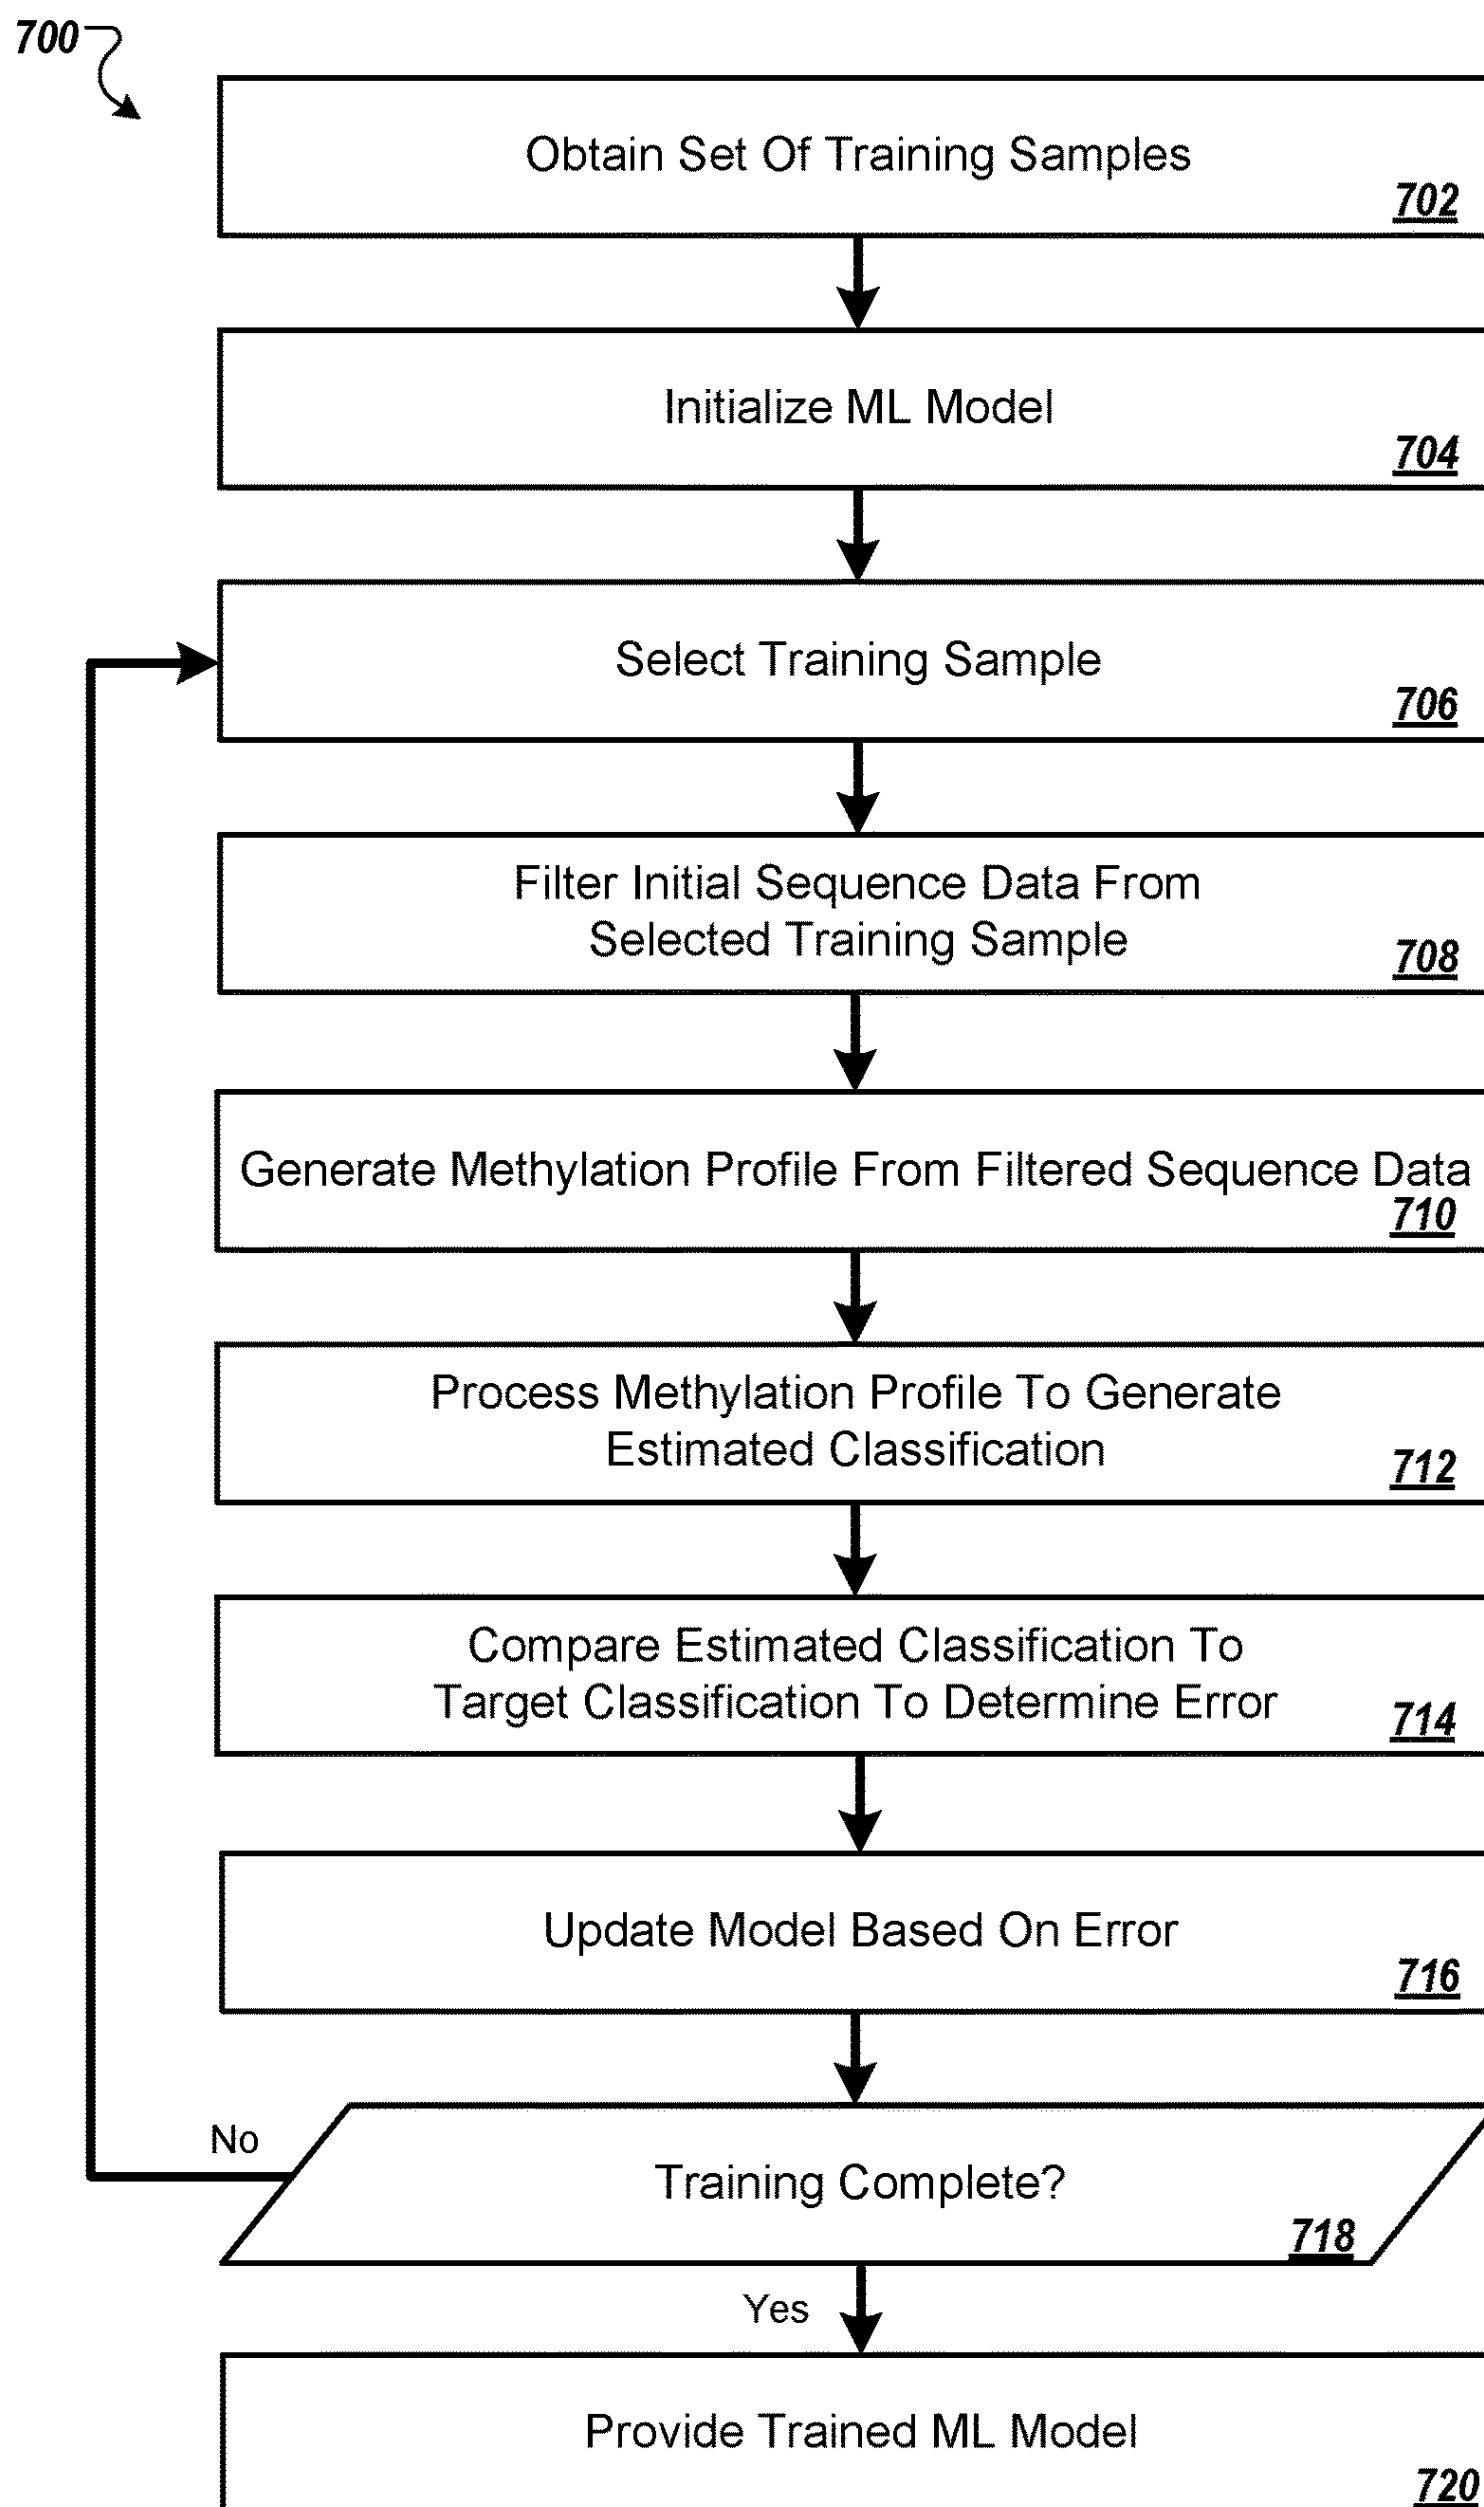 700
Obtain Set Of Training Samples
702
Initialize ML Model
704
Select Training Sample
706
Filter Initial Sequence Data From
Selected Training Sample
708
Generate Methylation Profile From Filtered Sequence Data
710
Process Methylation Profile To Generate
Estimated Classification
712
Compare Estimated Classification To
Target Classification To Determine Error
714
Update Model Based On Error
716
No
Training Complete?
718
Yes
Provide Trained ML Model
720